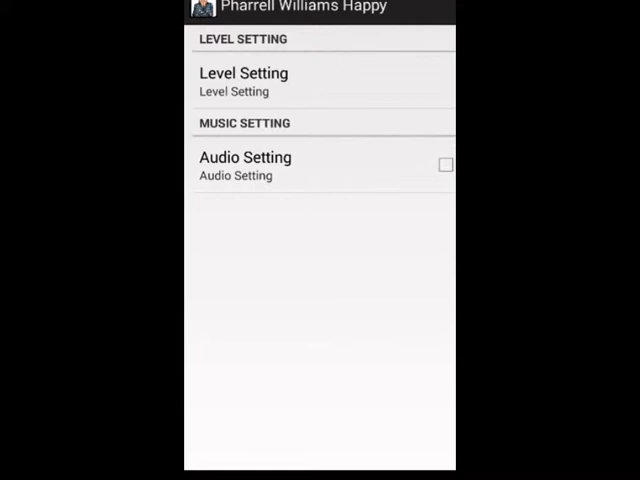 Pharrell Williams Happy
LEVEL SETTING
Level Setting
Level Setting
MUSIC SETTING
Audio Setting
Audio Setting